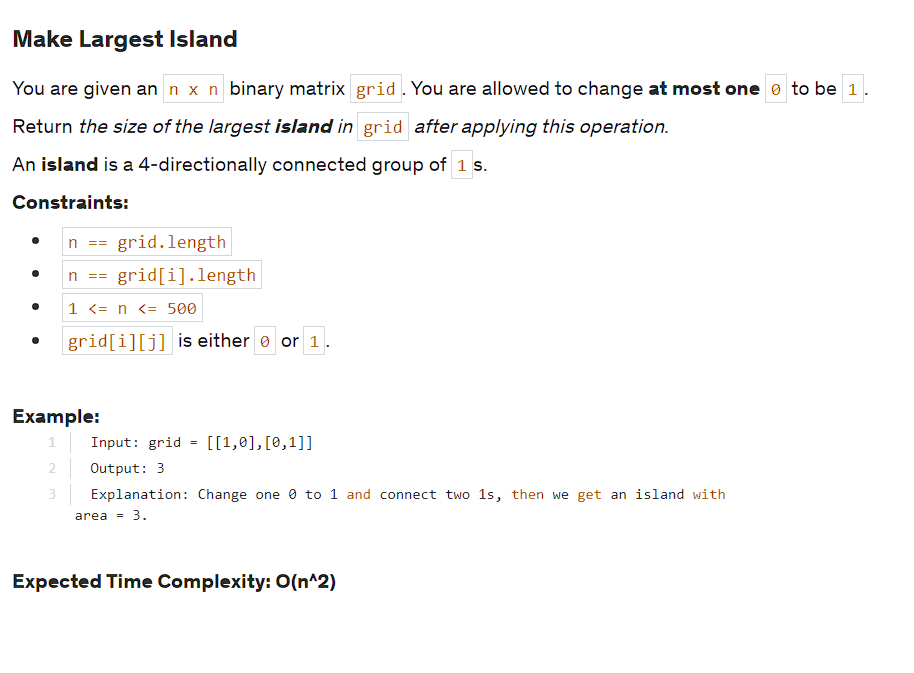 Make Largest Island
You are given an n x n binary matrix grid. You are allowed to change at most one 0 to be 1.
Return the size of the largest island in grid after applying this operation.
An island is a 4-directionally connected group of 1s.
Constraints:
• n == grid.length
• n == grid[i].length
• 1 <= n <= 500
• grid[i][j] is either 0 or 1.
Example:
1 Input: grid = [[1,0],[0,1]]
2 Output: 3
3 Explanation: Change one 0 to 1 and connect two 1s, then we get an island with
area = 3.
Expected Time Complexity: O(n^2)